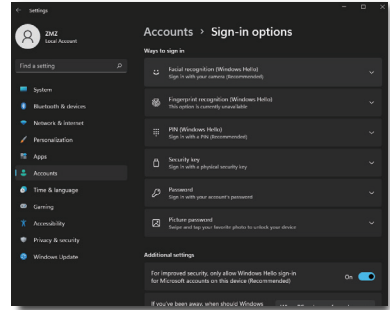 Settings
ZMZ
Local Account
Find a setting
System
Bluetooth & devices
Network & internet
Personalization
Apps
Accounts
Time & language
Gaming
Accessibility
Privacy & security
Windows Update
Accounts > Sign-in options
Ways to sign in
Facial recognition (Windows Hello)
Sign in with your camera (Recommended)
Fingerprint recognition (Windows Hello)
This option is currently unavailable
PIN (Windows Hello)
Sign in with a PIN (Recommended)
Security key
Sign in with a physical security key
Password
Sign in with your account's password
Picture password
Swipe and tap your favorite photo to unlock your device
Additional settings
For improved security, only allow Windows Hello sign-in
for Microsoft accounts on this device (Recommended)
On
If you've been away, when should Windows